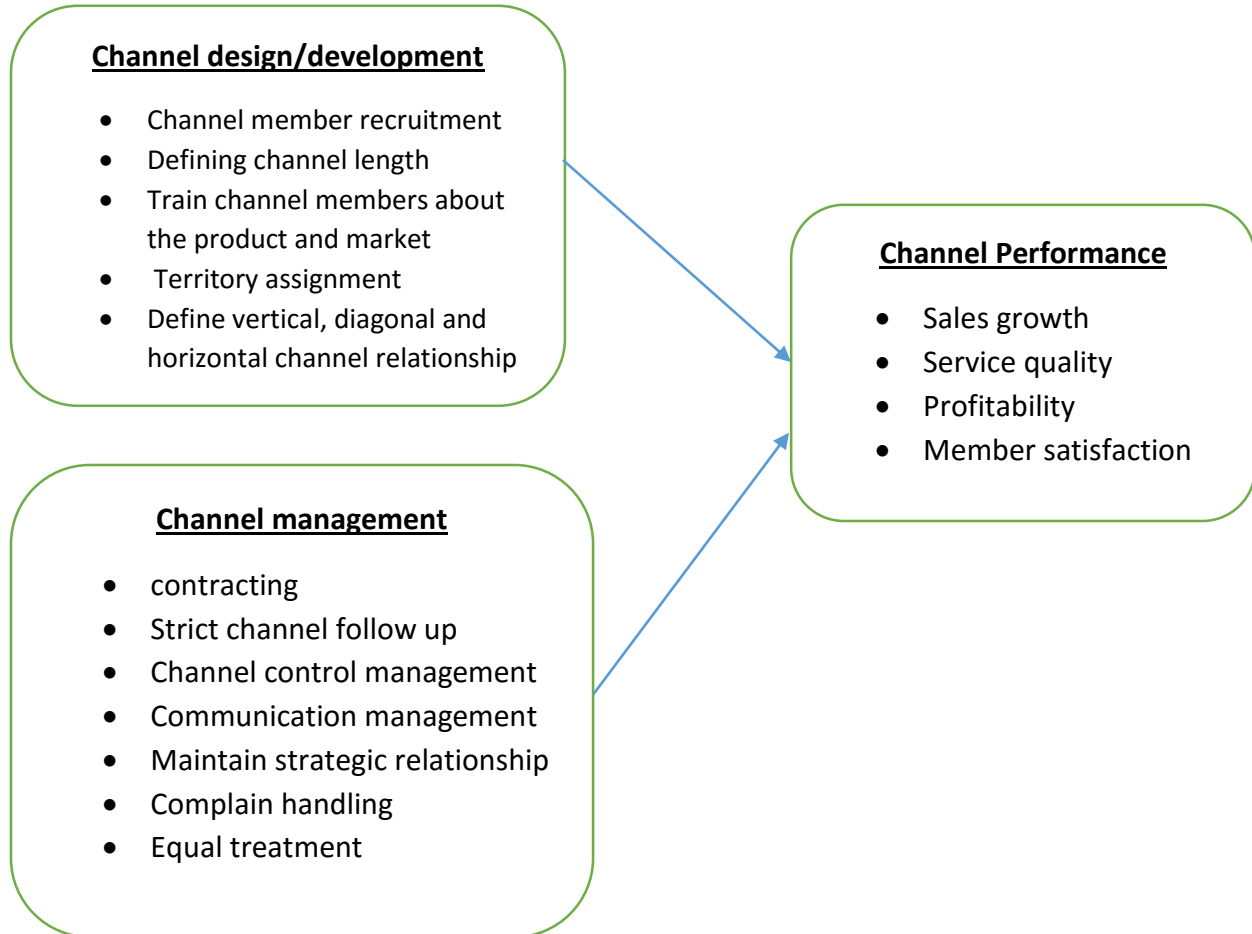 Channel design/development
• Channel member recruitment
• Defining channel length
• Train channel members about
the product and market
• Territory assignment
• Define vertical, diagonal and
horizontal channel relationship
Channel management
• contracting
• Strict channel follow up
• Channel control management
• Communication management
• Maintain strategic relationship
• Complain handling
• Equal treatment
Channel Performance
• Sales growth
• Service quality
• Profitability
• Member satisfaction